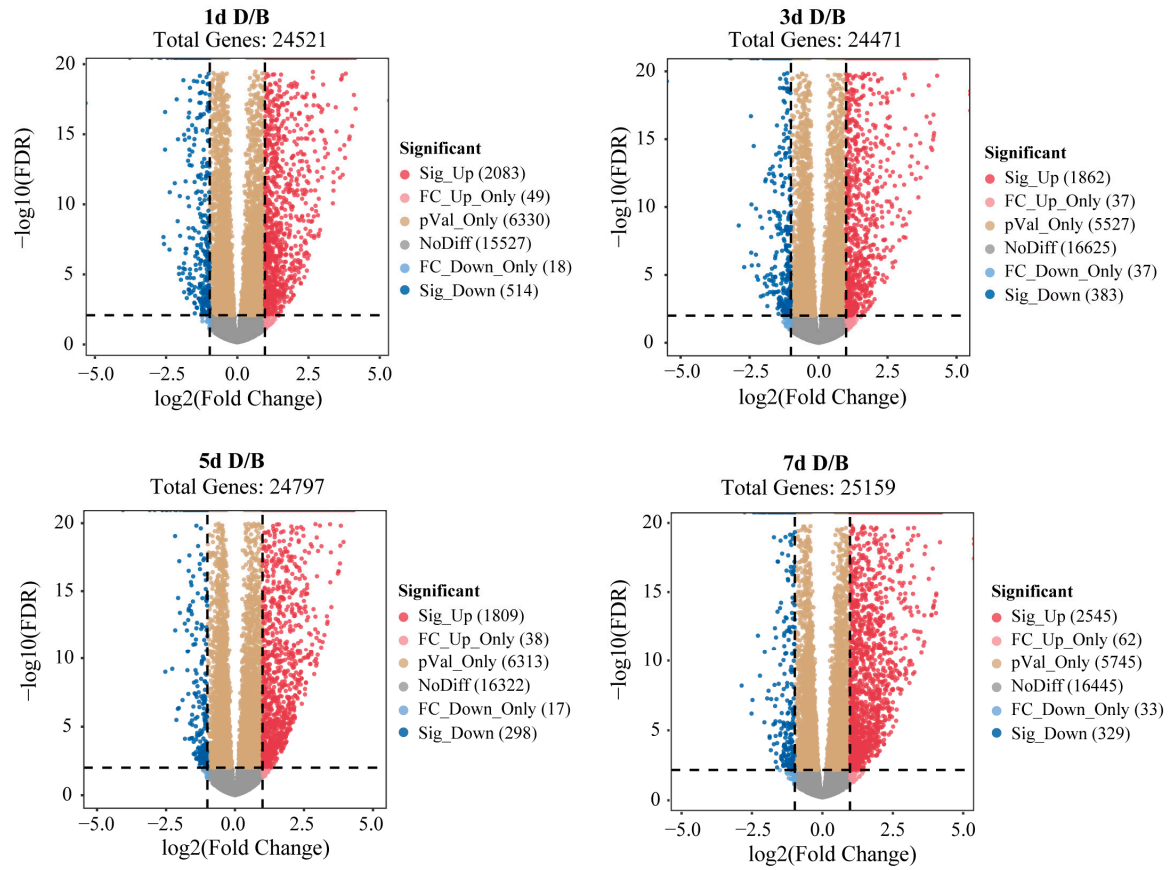 1d D/B
Total Genes: 24521
20
15
10
5
0
−log10(FDR)
−5.0
−2.5
0.0
2.5
5.0
log2(Fold Change)
Significant
Sig_Up (2083)
FC_Up_Only (49)
pVal_Only (6330)
NoDiff (15527)
FC_Down_Only (18)
Sig_Down (514)
3d D/B
Total Genes: 24471
20
15
10
5
0
−log10(FDR)
−5.0
−2.5
0.0
2.5
5.0
log2(Fold Change)
Significant
Sig_Up (1862)
FC_Up_Only (37)
pVal_Only (5527)
NoDiff (16625)
FC_Down_Only (37)
Sig_Down (383)
5d D/B
Total Genes: 24797
20
15
10
5
0
−log10(FDR)
−5.0
−2.5
0.0
2.5
5.0
log2(Fold Change)
Significant
Sig_Up (1809)
FC_Up_Only (38)
pVal_Only (6313)
NoDiff (16322)
FC_Down_Only (17)
Sig_Down (298)
7d D/B
Total Genes: 25159
20
15
10
5
0
−log10(FDR)
−5.0
−2.5
0.0
2.5
5.0
log2(Fold Change)
Significant
Sig_Up (2545)
FC_Up_Only (62)
pVal_Only (5745)
NoDiff (16445)
FC_Down_Only (33)
Sig_Down (329)